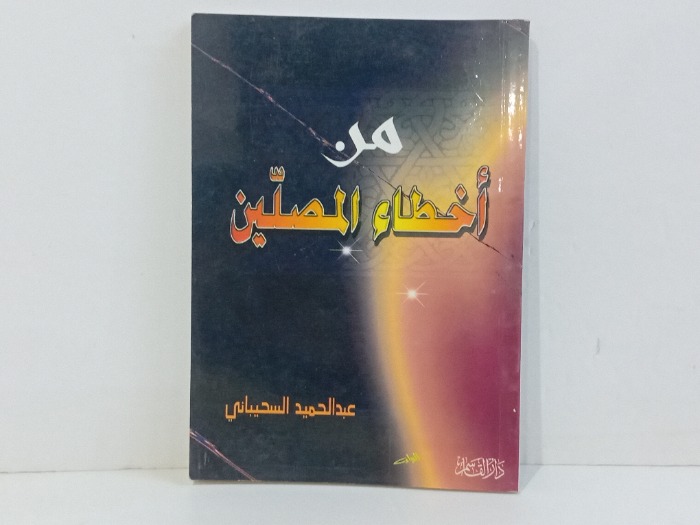 من
أخطاء المصلّين
عبدالحميد السحيباني
دار القاسم